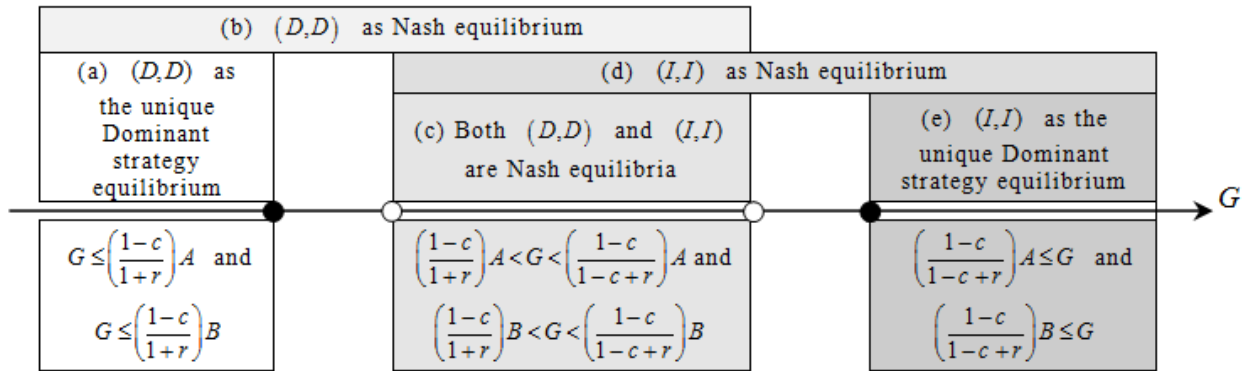 (b) (D,D) as Nash equilibrium
(a) (D,D) as
the unique
Dominant
strategy
equilibrium
(d) (I,I) as Nash equilibrium
(c) Both (D,D) and (I,I)
are Nash equilibria
(e) (I,I) as the
unique Dominant
strategy equilibrium
G
G ≤ ((1−c)/(1+r)) A and
G ≤ ((1−c)/(1+r)) B
((1−c)/(1+r)) A < G < ((1−c)/(1−c+r)) A and
((1−c)/(1+r)) B < G < ((1−c)/(1−c+r)) B
((1−c)/(1−c+r)) A ≤ G and
((1−c)/(1−c+r)) B ≤ G